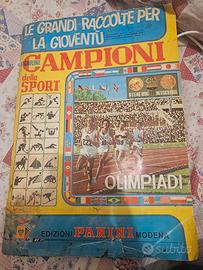 LE GRANDI RACCOLTE PER
LA GIOVENTÙ
CAMPIONI
dello
SPORT
OLIMPIADI
EDIZIONI PANINI MODENA
subito